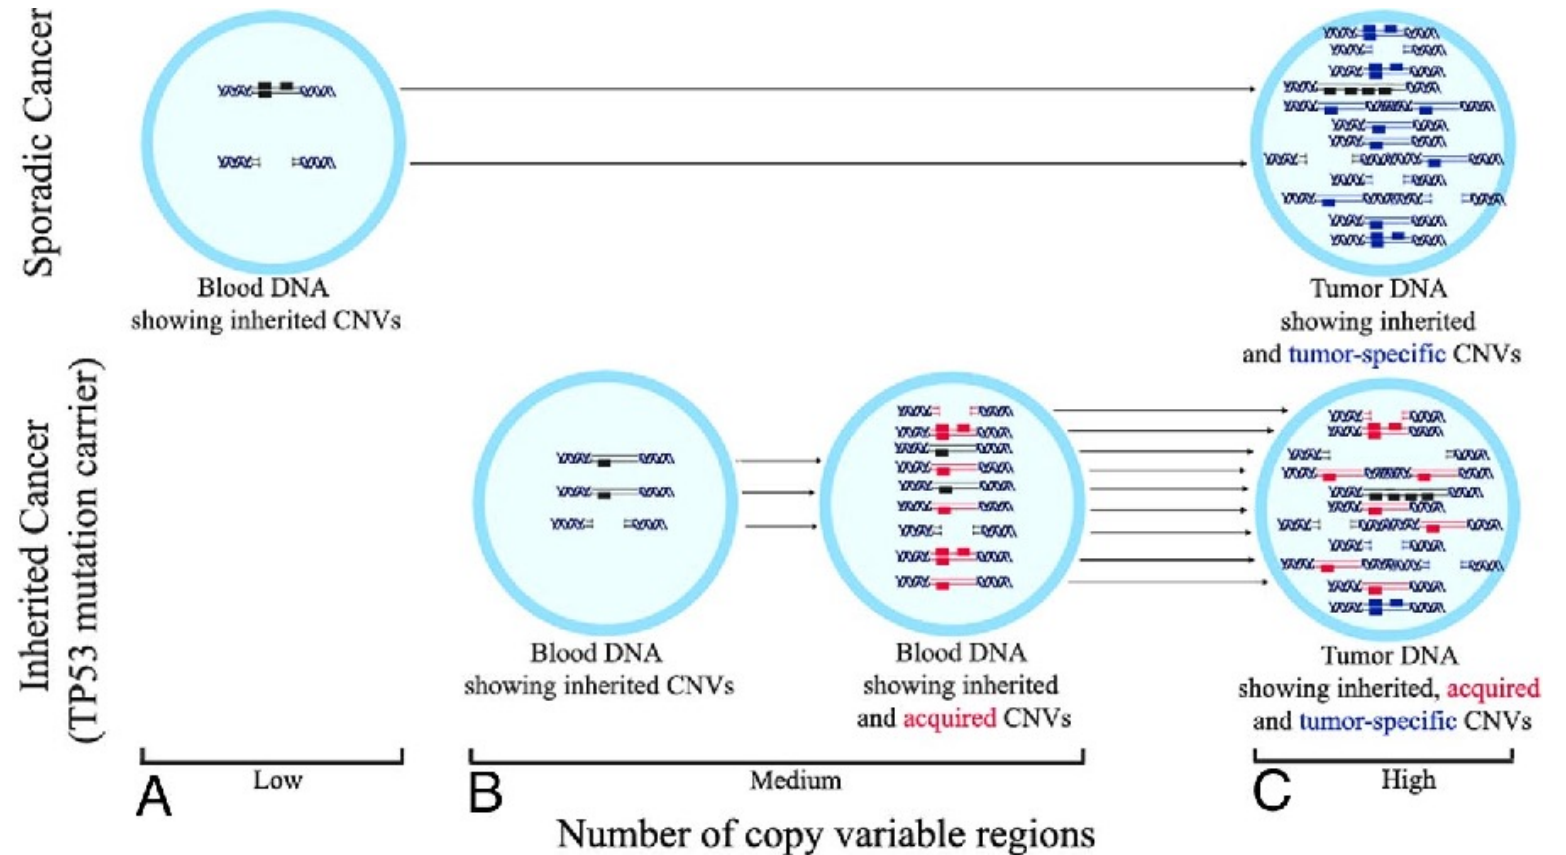 Sporadic Cancer
Blood DNA
showing inherited CNVs
Tumor DNA
showing inherited
and tumor-specific CNVs
Inherited Cancer
(TP53 mutation carrier)
Blood DNA
showing inherited CNVs
Blood DNA
showing inherited
and acquired CNVs
Tumor DNA
showing inherited, acquired
and tumor-specific CNVs
A
Low
B
Medium
C
High
Number of copy variable regions